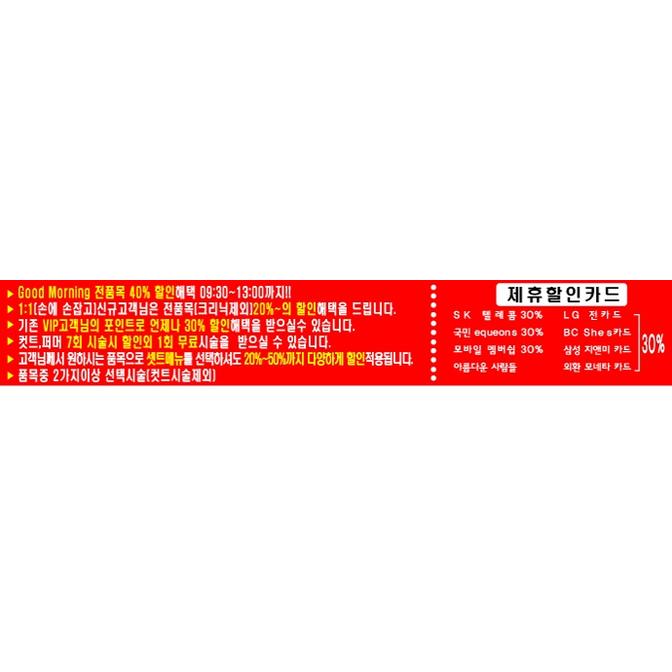 Good Morning 전품목 40% 할인혜택 09:30~13:00까지!!
1:1(손에 손잡고)신규고객님은 전품목(크리닉제외)20%~의 할인혜택을 드립니다.
기존 VIP고객님의 포인트로 언제나 30% 할인혜택을 받으실수 있습니다.
컷트,퍼머 7회 시술시 할인외 1회 무료시술을 받으실 수 있습니다.
고객님께서 원하시는 품목으로 셋트메뉴를 선택하셔도 20%~50%까지 다양하게 할인적용됩니다.
품목중 2가지이상 선택시술(컷트시술제외)
제휴할인카드
SK 텔레콤 30% LG 전카드
국민 equeens 30% BC Shes카드
모바일 멤버쉽 30% 삼성 지앤미 카드
아름다운 사람들 외환 모네타 카드
30%